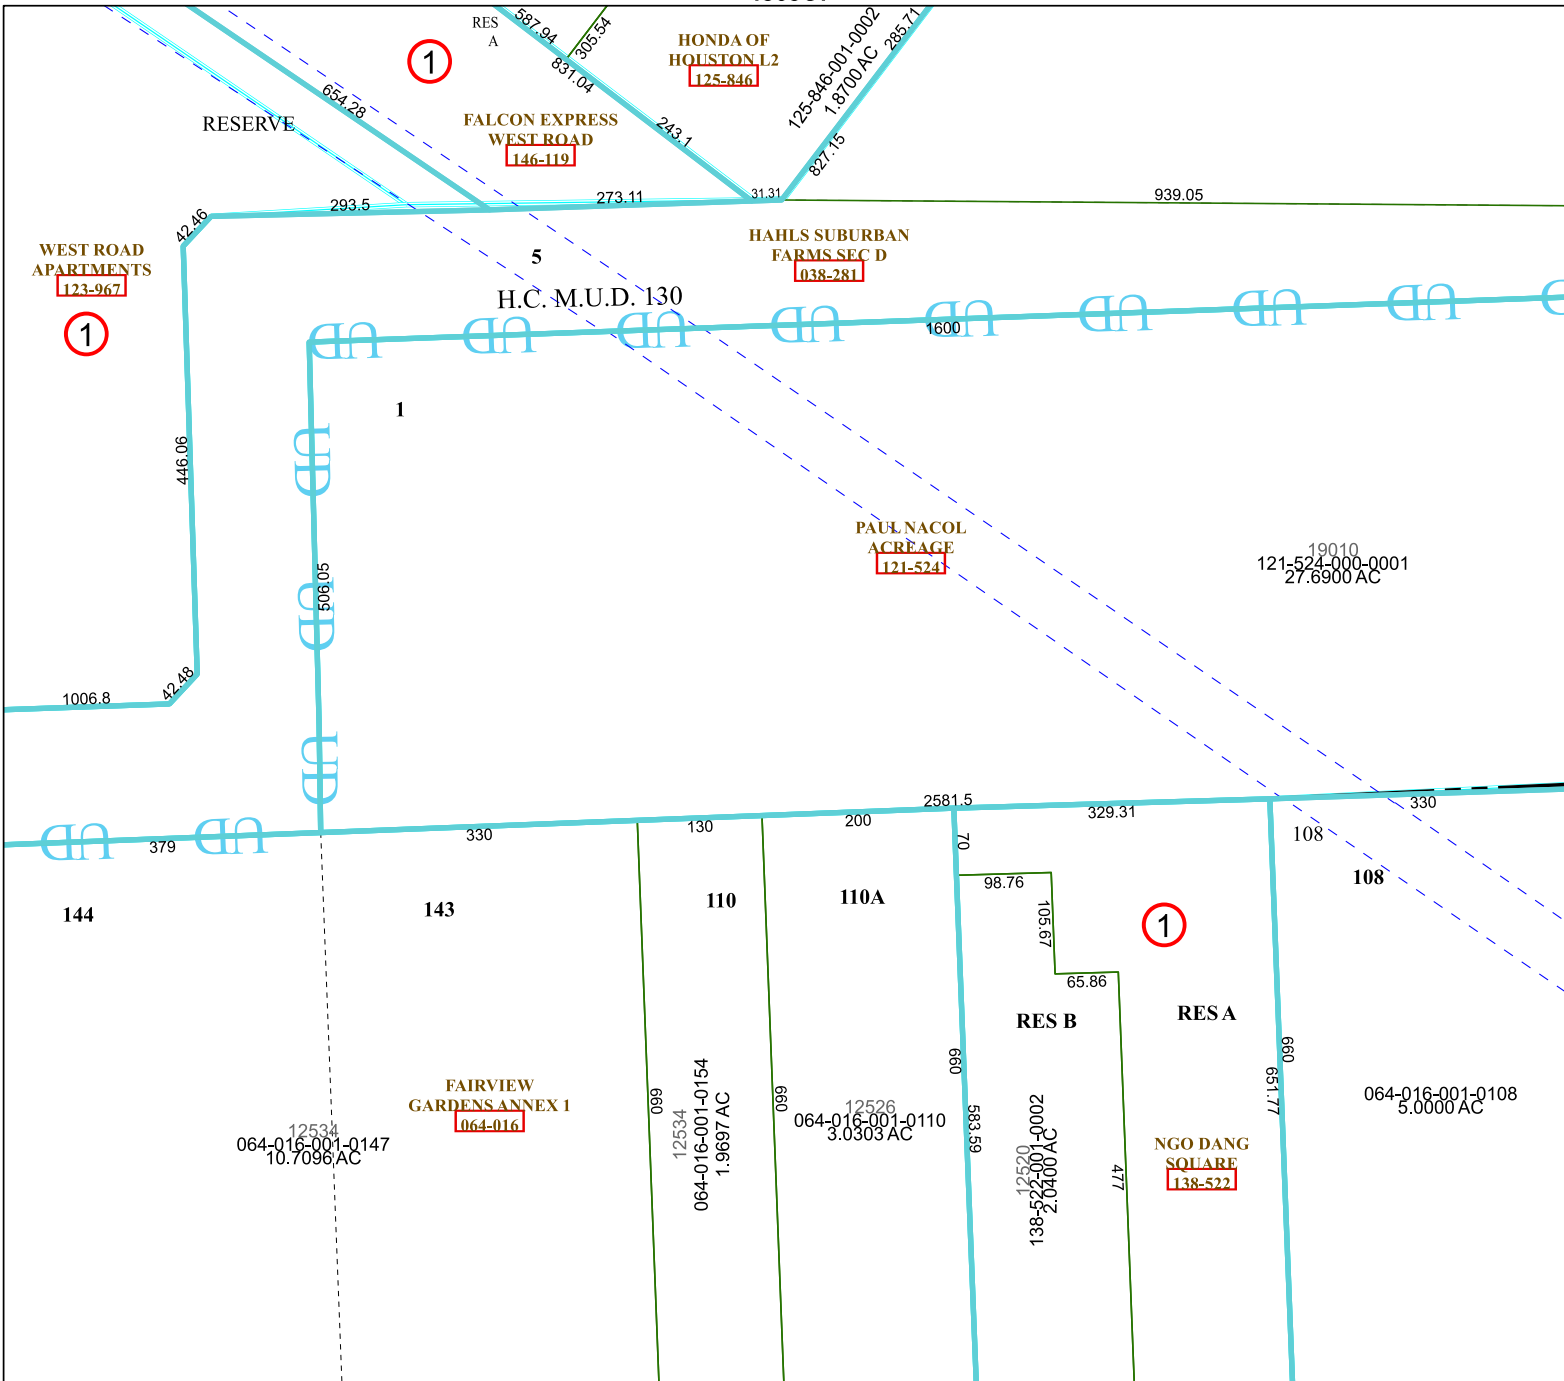 RES
A
1
587.94
305.54
831.04
HONDA OF
HOUSTON L2
125-846
125-846-001-0002
1.8700 AC
285.71
827.15
654.28
RESERVE
FALCON EXPRESS
WEST ROAD
146-119
243.1
31.31
939.05
293.5
273.11
42.46
WEST ROAD
APARTMENTS
123-967
1
5
HAHLS SUBURBAN
FARMS SEC D
038-281
H.C. M.U.D. 130
1600
1
446.06
506.05
PAUL NACOL
ACREAGE
121-524
19010
121-524-000-0001
27.6900 AC
42.48
1006.8
2581.5
379
330
130
200
329.31
330
70
108
108
98.76
105.67
65.86
144
143
110
110A
1
RES B
RES A
660
660
660
660
583.59
651.77
477
FAIRVIEW
GARDENS ANNEX 1
064-016
12534
064-016-001-0147
10.7096 AC
12534
064-016-001-0154
1.9697 AC
12526
064-016-001-0110
3.0303 AC
12520
138-522-001-0002
2.0400 AC
NGO DANG
SQUARE
138-522
064-016-001-0108
5.0000 AC